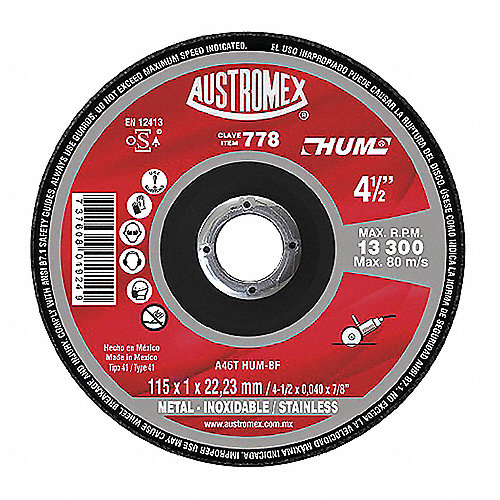 IMPROPER USE MAY CAUSE WHEEL BREAKAGE AND INJURY. COMPLY WITH ANSI B7.1 SAFETY GUIDES. ALWAYS USE GUARDS, DO NOT EXCEED MAXIMUM SPEED INDICATED.
EL USO INAPROPIADO PUEDE CAUSAR LA RUPTURA DEL DISCO. USESE COMO INDICA LA NORMA DE SEGURIDAD ANSI B7.1, NO EXCEDA LA VELOCIDAD MÁXIMA INDICADA.
AUSTROMEX
®
EN 12413
oSa
CLAVE
ITEM 778
HUM
4½"
MAX. R.P.M.
13 300
Max. 80 m/s
7 37608 01924 9
Hecho en México
Made in Mexico
Tipo 41 / Type 41
A46T HUM-BF
115 x 1 x 22,23 mm / 4-1/2 x 0,040 x 7/8"
METAL - INOXIDABLE / STAINLESS
www.austromex.com.mx